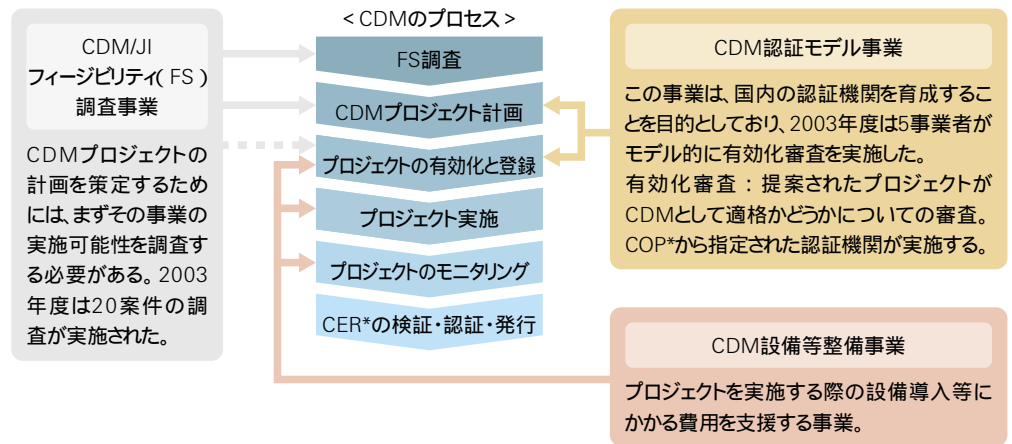 CDM/JI
フィージビリティ(FS)
調査事業
CDMプロジェクトの
計画を策定するため
には、まずその事業の
実施可能性を調査す
る必要がある。2003
年度は20案件の調
査が実施された。
<CDMのプロセス>
FS調査
CDMプロジェクト計画
プロジェクトの有効化と登録
プロジェクト実施
プロジェクトのモニタリング
CER*の検証・認証・発行
CDM認証モデル事業
この事業は、国内の認証機関を育成するこ
とを目的としており、2003年度は5事業者が
モデル的に有効化審査を実施した。
有効化審査:提案されたプロジェクトが
CDMとして適格かどうかについての審査。
COP*から指定された認証機関が実施する。
CDM設備等整備事業
プロジェクトを実施する際の設備導入等に
かかる費用を支援する事業。